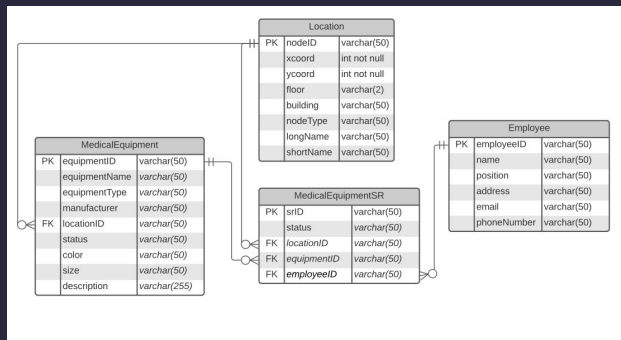 Location
PK nodeID varchar(50)
xcoord int not null
ycoord int not null
floor varchar(2)
building varchar(50)
nodeType varchar(50)
longName varchar(50)
shortName varchar(50)
Employee
PK employeeID varchar(50)
name varchar(50)
position varchar(50)
address varchar(50)
email varchar(50)
phoneNumber varchar(50)
MedicalEquipment
PK equipmentID varchar(50)
equipmentName varchar(50)
equipmentType varchar(50)
manufacturer varchar(50)
FK locationID varchar(50)
status varchar(50)
color varchar(50)
size varchar(50)
description varchar(255)
MedicalEquipmentSR
PK srID varchar(50)
status varchar(50)
FK locationID varchar(50)
FK equipmentID varchar(50)
FK employeeID varchar(50)